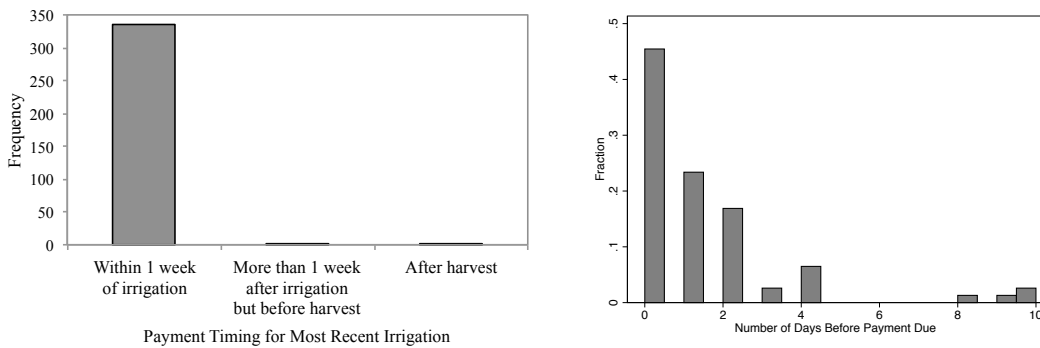 350
300
250
200
150
100
50
0
Frequency
Within 1 week
of irrigation
More than 1 week
after irrigation
but before harvest
After harvest
Payment Timing for Most Recent Irrigation
.5
.4
.3
.2
.1
0
Fraction
0 2 4 6 8 10
Number of Days Before Payment Due